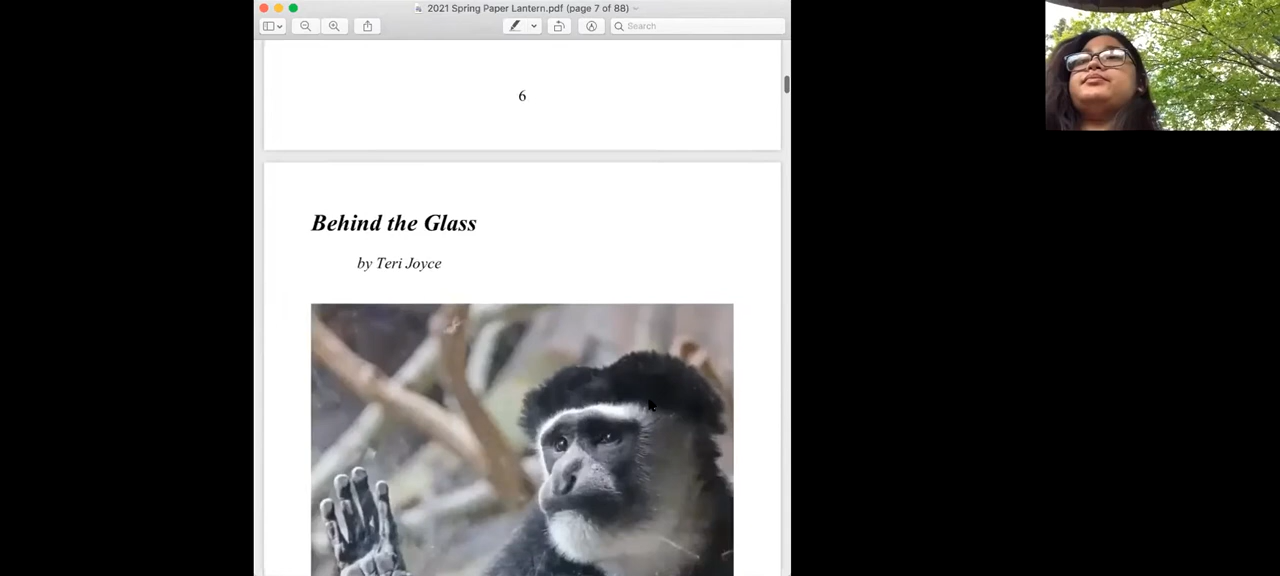 2021 Spring Paper Lantern.pdf (page 7 of 88)
Search
6
Behind the Glass
by Teri Joyce